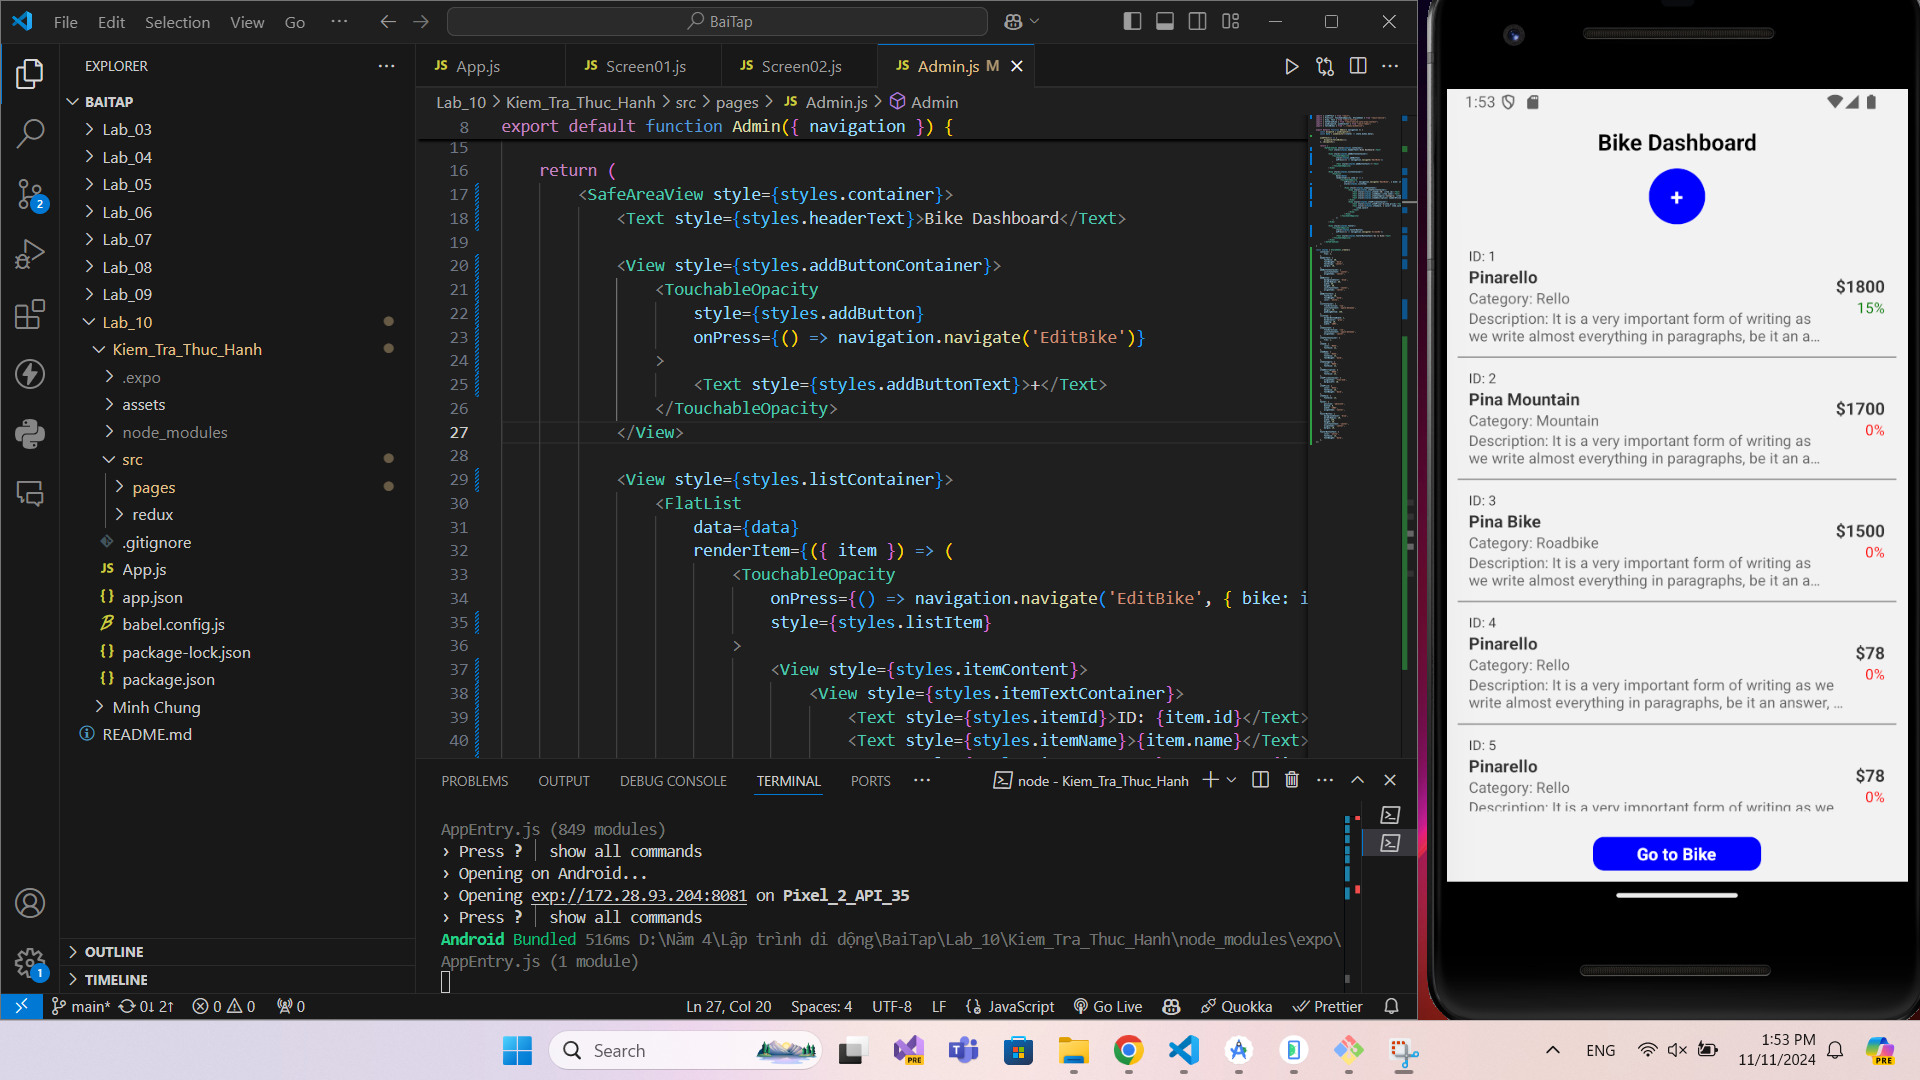 File Edit Selection View Go ··· BaiTap
EXPLORER
BAITAP
Lab_03
Lab_04
Lab_05
Lab_06
Lab_07
Lab_08
Lab_09
Lab_10
Kiem_Tra_Thuc_Hanh
.expo
assets
node_modules
src
pages
redux
.gitignore
JS App.js
{} app.json
babel.config.js
{} package-lock.json
{} package.json
Minh Chung
README.md
OUTLINE
TIMELINE
2
1
JS App.js JS Screen01.js JS Screen02.js JS Admin.js M
Lab_10 > Kiem_Tra_Thuc_Hanh > src > pages > JS Admin.js > Admin
8 export default function Admin({ navigation }) {
15
16 return (
17 <SafeAreaView style={styles.container}>
18 <Text style={styles.headerText}>Bike Dashboard</Text>
19
20 <View style={styles.addButtonContainer}>
21 <TouchableOpacity
22 style={styles.addButton}
23 onPress={() => navigation.navigate('EditBike')}
24 >
25 <Text style={styles.addButtonText}>+</Text>
26 </TouchableOpacity>
27 </View>
28
29 <View style={styles.listContainer}>
30 <FlatList
31 data={data}
32 renderItem={({ item }) => (
33 <TouchableOpacity
34 onPress={() => navigation.navigate('EditBike', { bike: i
35 style={styles.listItem}
36 >
37 <View style={styles.itemContent}>
38 <View style={styles.itemTextContainer}>
39 <Text style={styles.itemId}>ID: {item.id}</Text>
40 <Text style={styles.itemName}>{item.name}</Text>
PROBLEMS OUTPUT DEBUG CONSOLE TERMINAL PORTS ··· node - Kiem_Tra_Thuc_Hanh
AppEntry.js (849 modules)
› Press ? │ show all commands
› Opening on Android...
› Opening exp://172.28.93.204:8081 on Pixel_2_API_35
› Press ? │ show all commands
Android Bundled 516ms D:\Năm 4\Lập trình di dộng\BaiTap\Lab_10\Kiem_Tra_Thuc_Hanh\node_modules\expo\
AppEntry.js (1 module)
main* 0↓ 2↑ 0 0 0 Ln 27, Col 20 Spaces: 4 UTF-8 LF {} JavaScript Go Live Quokka Prettier
1:53
Bike Dashboard
+
ID: 1
Pinarello
Category: Rello
Description: It is a very important form of writing as
we write almost everything in paragraphs, be it an a...
$1800
15%
ID: 2
Pina Mountain
Category: Mountain
Description: It is a very important form of writing as
we write almost everything in paragraphs, be it an a...
$1700
0%
ID: 3
Pina Bike
Category: Roadbike
Description: It is a very important form of writing as
we write almost everything in paragraphs, be it an a...
$1500
0%
ID: 4
Pinarello
Category: Rello
Description: It is a very important form of writing as we
write almost everything in paragraphs, be it an answer, ...
$78
0%
ID: 5
Pinarello
Category: Rello
Description: It is a very important form of writing as we
$78
0%
Go to Bike
Search
PRE
ENG
1:53 PM
11/11/2024
PRE